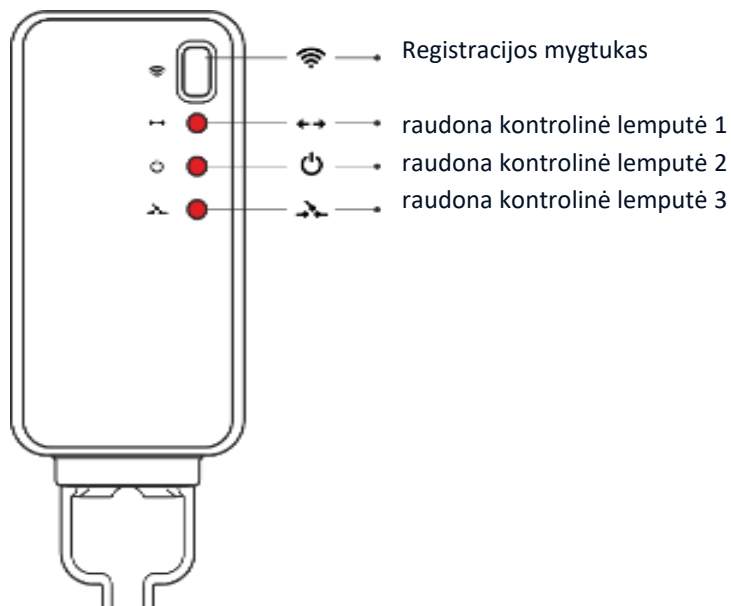 Registracijos mygtukas
raudona kontrolinė lemputė 1
raudona kontrolinė lemputė 2
raudona kontrolinė lemputė 3